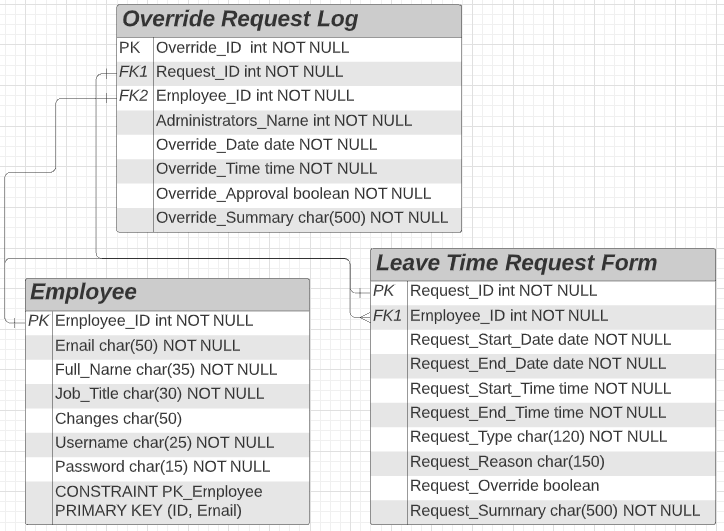 Override Request Log
PK Override_ID int NOT NULL
FK1 Request_ID int NOT NULL
FK2 Employee_ID int NOT NULL
Administrators_Name int NOT NULL
Override_Date date NOT NULL
Override_Time time NOT NULL
Override_Approval boolean NOT NULL
Override_Summary char(500) NOT NULL
Employee
PK Employee_ID int NOT NULL
Email char(50) NOT NULL
Full_Name char(35) NOT NULL
Job_Title char(30) NOT NULL
Changes char(50)
Username char(25) NOT NULL
Password char(15) NOT NULL
CONSTRAINT PK_Employee
PRIMARY KEY (ID, Email)
Leave Time Request Form
PK Request_ID int NOT NULL
FK1 Employee_ID int NOT NULL
Request_Start_Date date NOT NULL
Request_End_Date date NOT NULL
Request_Start_Time time NOT NULL
Request_End_Time time NOT NULL
Request_Type char(120) NOT NULL
Request_Reason char(150)
Request_Override boolean
Request_Summary char(500) NOT NULL